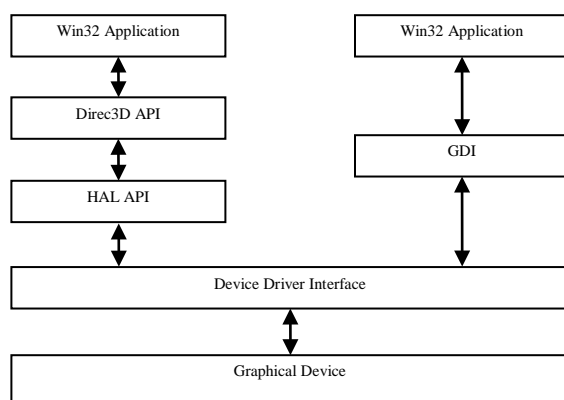 Win32 Application
Win32 Application
Direc3D API
GDI
HAL API
Device Driver Interface
Graphical Device